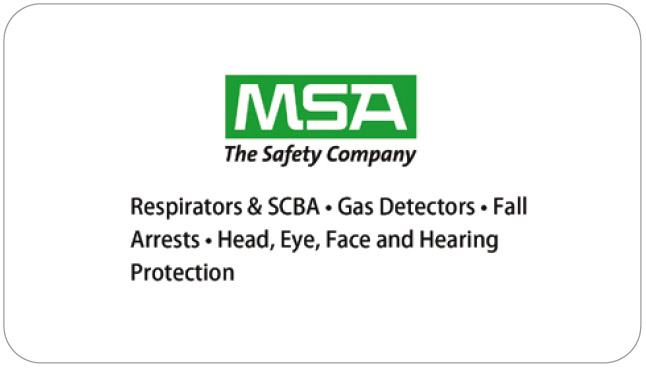 MSA
The Safety Company
Respirators & SCBA • Gas Detectors • Fall
Arrests • Head, Eye, Face and Hearing
Protection